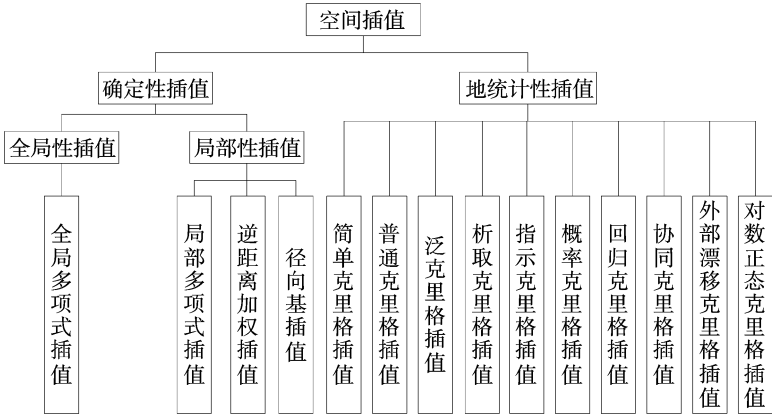 空间插值
确定性插值
地统计性插值
全局性插值
局部性插值
全局多项式插值
局部多项式插值
逆距离加权插值
径向基插值
简单克里格插值
普通克里格插值
泛克里格插值
析取克里格插值
指示克里格插值
概率克里格插值
回归克里格插值
协同克里格插值
外部漂移克里格插值
对数正态克里格插值